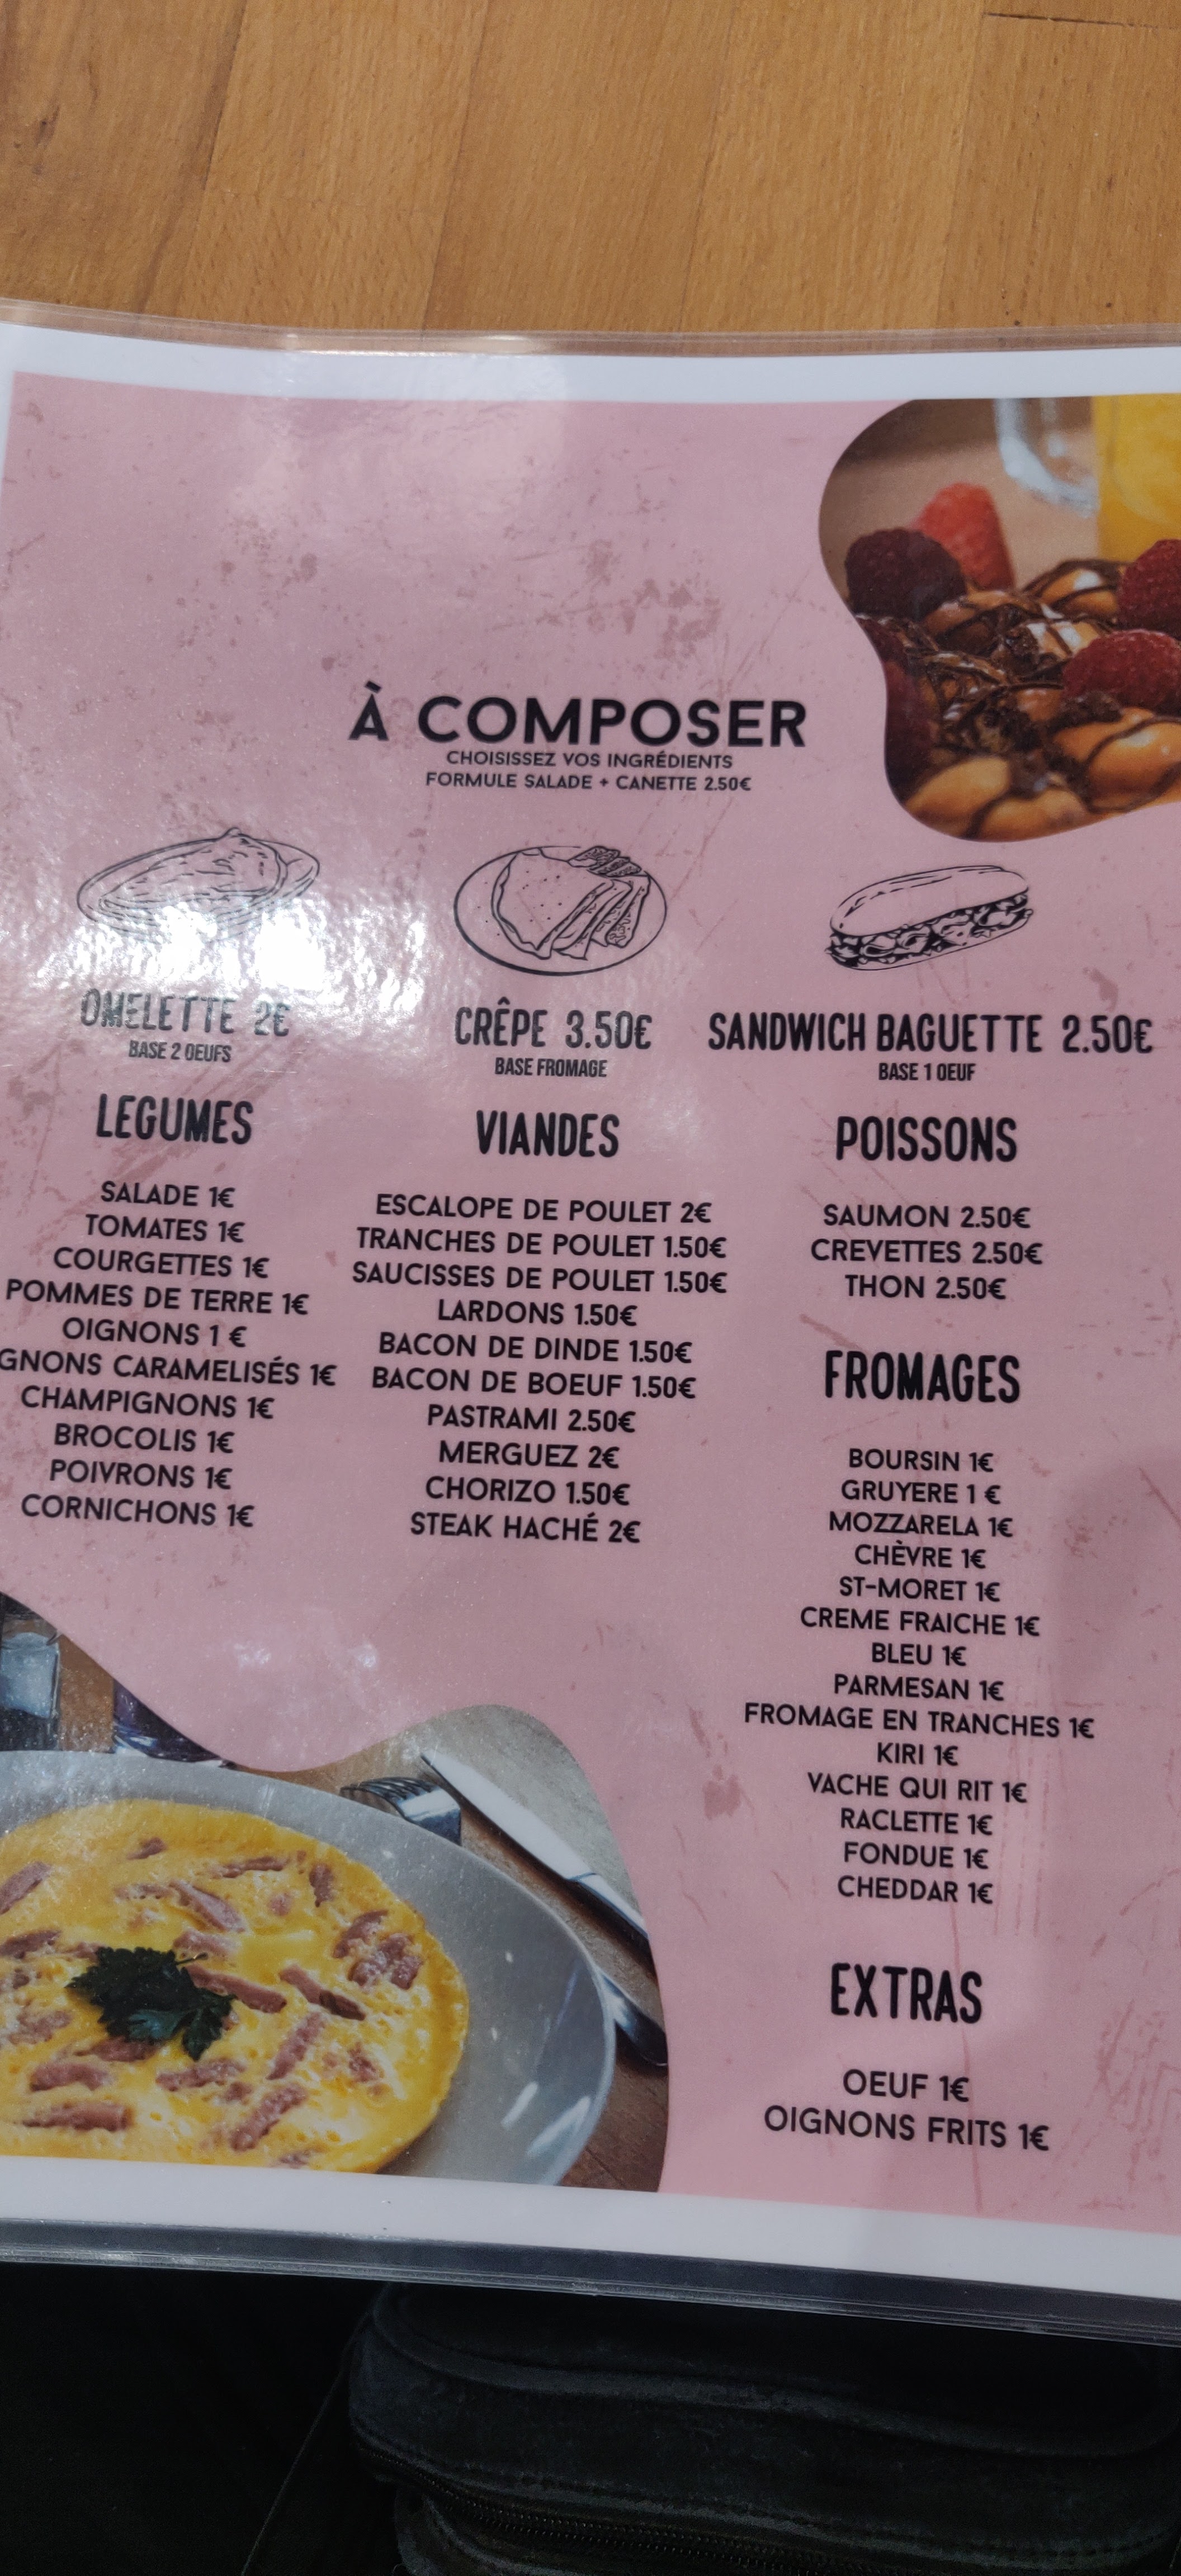 À COMPOSER
CHOISISSEZ VOS INGRÉDIENTS
FORMULE SALADE + CANETTE 2.50€
OMELETTE 2€
BASE 2 OEUFS
CRÊPE 3.50€
BASE FROMAGE
SANDWICH BAGUETTE 2.50€
BASE 1 OEUF
LEGUMES
SALADE 1€
TOMATES 1€
COURGETTES 1€
POMMES DE TERRE 1€
OIGNONS 1 €
GNONS CARAMELISÉS 1€
CHAMPIGNONS 1€
BROCOLIS 1€
POIVRONS 1€
CORNICHONS 1€
VIANDES
ESCALOPE DE POULET 2€
TRANCHES DE POULET 1.50€
SAUCISSES DE POULET 1.50€
LARDONS 1.50€
BACON DE DINDE 1.50€
BACON DE BOEUF 1.50€
PASTRAMI 2.50€
MERGUEZ 2€
CHORIZO 1.50€
STEAK HACHÉ 2€
POISSONS
SAUMON 2.50€
CREVETTES 2.50€
THON 2.50€
FROMAGES
BOURSIN 1€
GRUYERE 1 €
MOZZARELA 1€
CHÈVRE 1€
ST-MORET 1€
CREME FRAICHE 1€
BLEU 1€
PARMESAN 1€
FROMAGE EN TRANCHES 1€
KIRI 1€
VACHE QUI RIT 1€
RACLETTE 1€
FONDUE 1€
CHEDDAR 1€
EXTRAS
OEUF 1€
OIGNONS FRITS 1€